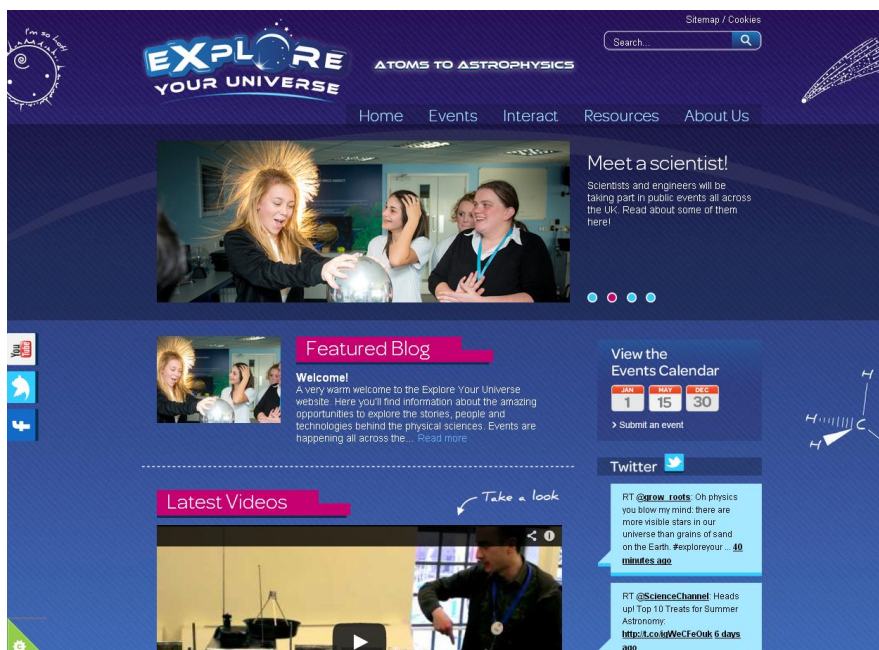 Sitemap / Cookies
I'm so hot!
Search...
EXPLORE
YOUR UNIVERSE
ATOMS TO ASTROPHYSICS
Home Events Interact Resources About Us
Meet a scientist!
Scientists and engineers will be
taking part in public events all across
the UK. Read about some of them
here!
You Tube
Featured Blog
Welcome!
A very warm welcome to the Explore Your Universe
website. Here you'll find information about the amazing
opportunities to explore the stories, people and
technologies behind the physical sciences. Events are
happening all across the... Read more
View the
Events Calendar
JAN MAY DEC
1 15 30
> Submit an event
H
H C
H
Twitter
Latest Videos
Take a look
RT @grow_roots: Oh physics
you blow my mind: there are
more visible stars in our
universe than grains of sand
on the Earth. #exploreyour ... 40
minutes ago
RT @ScienceChannel: Heads
up! Top 10 Treats for Summer
Astronomy:
http://t.co/iqWeCFeOuk 6 days
ago